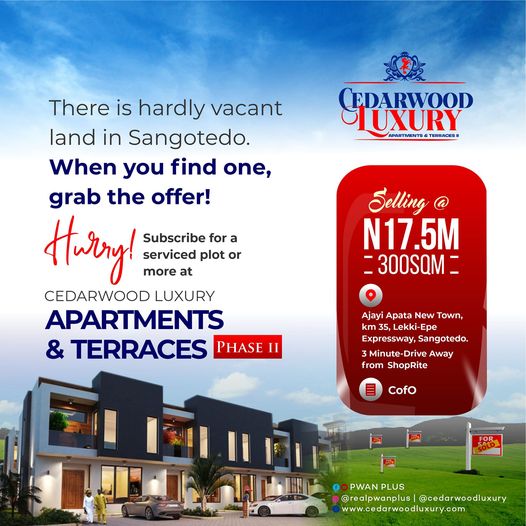 There is hardly vacant
land in Sangotedo.
When you find one,
grab the offer!
Hurry!
Subscribe for a
serviced plot or
more at
CEDARWOOD LUXURY
APARTMENTS
& TERRACES PHASE II
CEDARWOOD
LUXURY
APARTMENTS & TERRACES II
Selling @
N17.5M
300SQM
Ajayi Apata New Town,
km 35, Lekki-Epe
Expressway, Sangotedo.
3 Minute-Drive Away
from ShopRite
CofO
FOR
SALE
SOLD
PWAN PLUS
@realpwanplus | @cedarwoodluxury
www.cedarwoodluxury.com